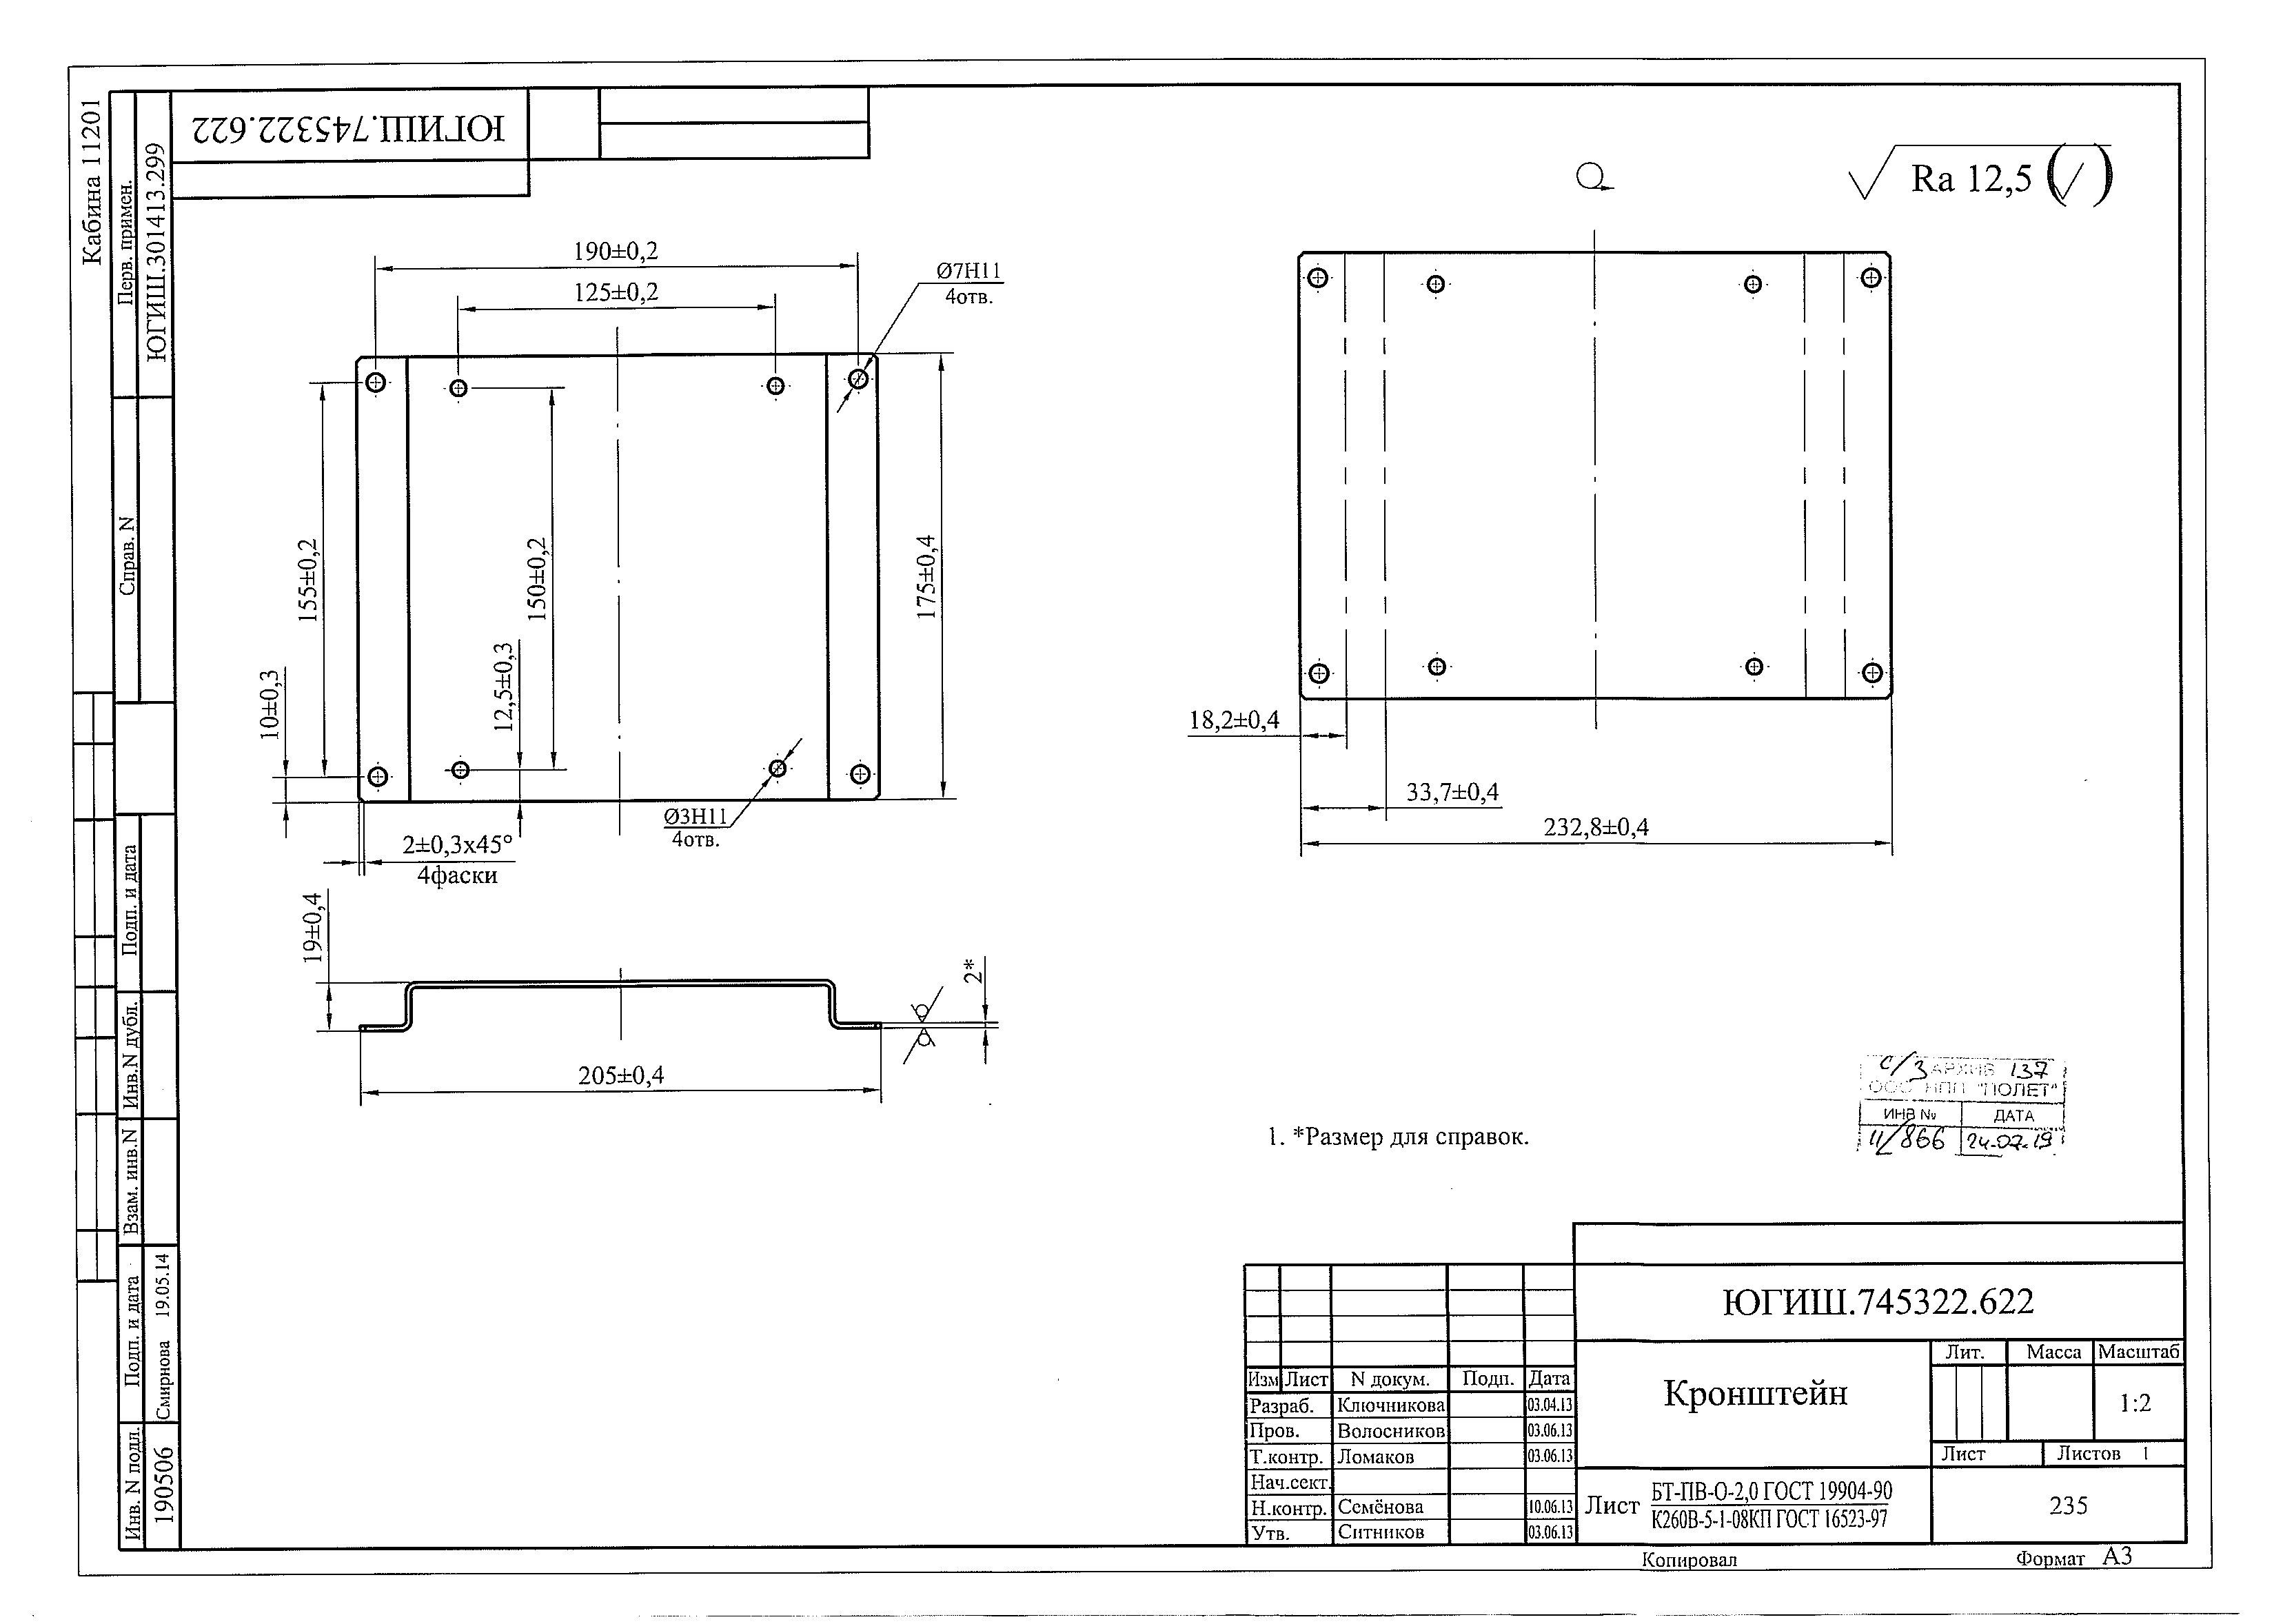 Кабина 11201
Перв. примен.
ЮГИШ.301413.299
Справ. N
Подп. и дата
Инв.N дубл.
Взам. инв.N
Подп. и дата
Смирнова 19.05.14
Инв. N подл.
190506
ЮГИШ.745322.622
Ra 12,5
190±0,2
125±0,2
Ø7H11
4отв.
155±0,2
150±0,2
175±0,4
10±0,3
12,5±0,3
Ø3H11
4отв.
2±0,3x45°
4фаски
18,2±0,4
33,7±0,4
232,8±0,4
19±0,4
2*
205±0,4
1. *Размер для справок.
с/з АРХИВ 137
ООО НПП "ПОЛЕТ"
ИНВ № ДАТА
11/866 24.07.19
ЮГИШ.745322.622
Изм Лист N докум. Подп. Дата
Разраб. Ключникова 03.04.13
Пров. Волосников 03.06.13
Т.контр. Ломаков 03.06.13
Нач.сект.
Н.контр. Семёнова 10.06.13
Утв. Ситников 03.06.13
Кронштейн
Лит. Масса Масштаб
1:2
Лист Листов 1
Лист БТ-ПВ-О-2,0 ГОСТ 19904-90
К260В-5-1-08КП ГОСТ 16523-97
235
Копировал Формат А3